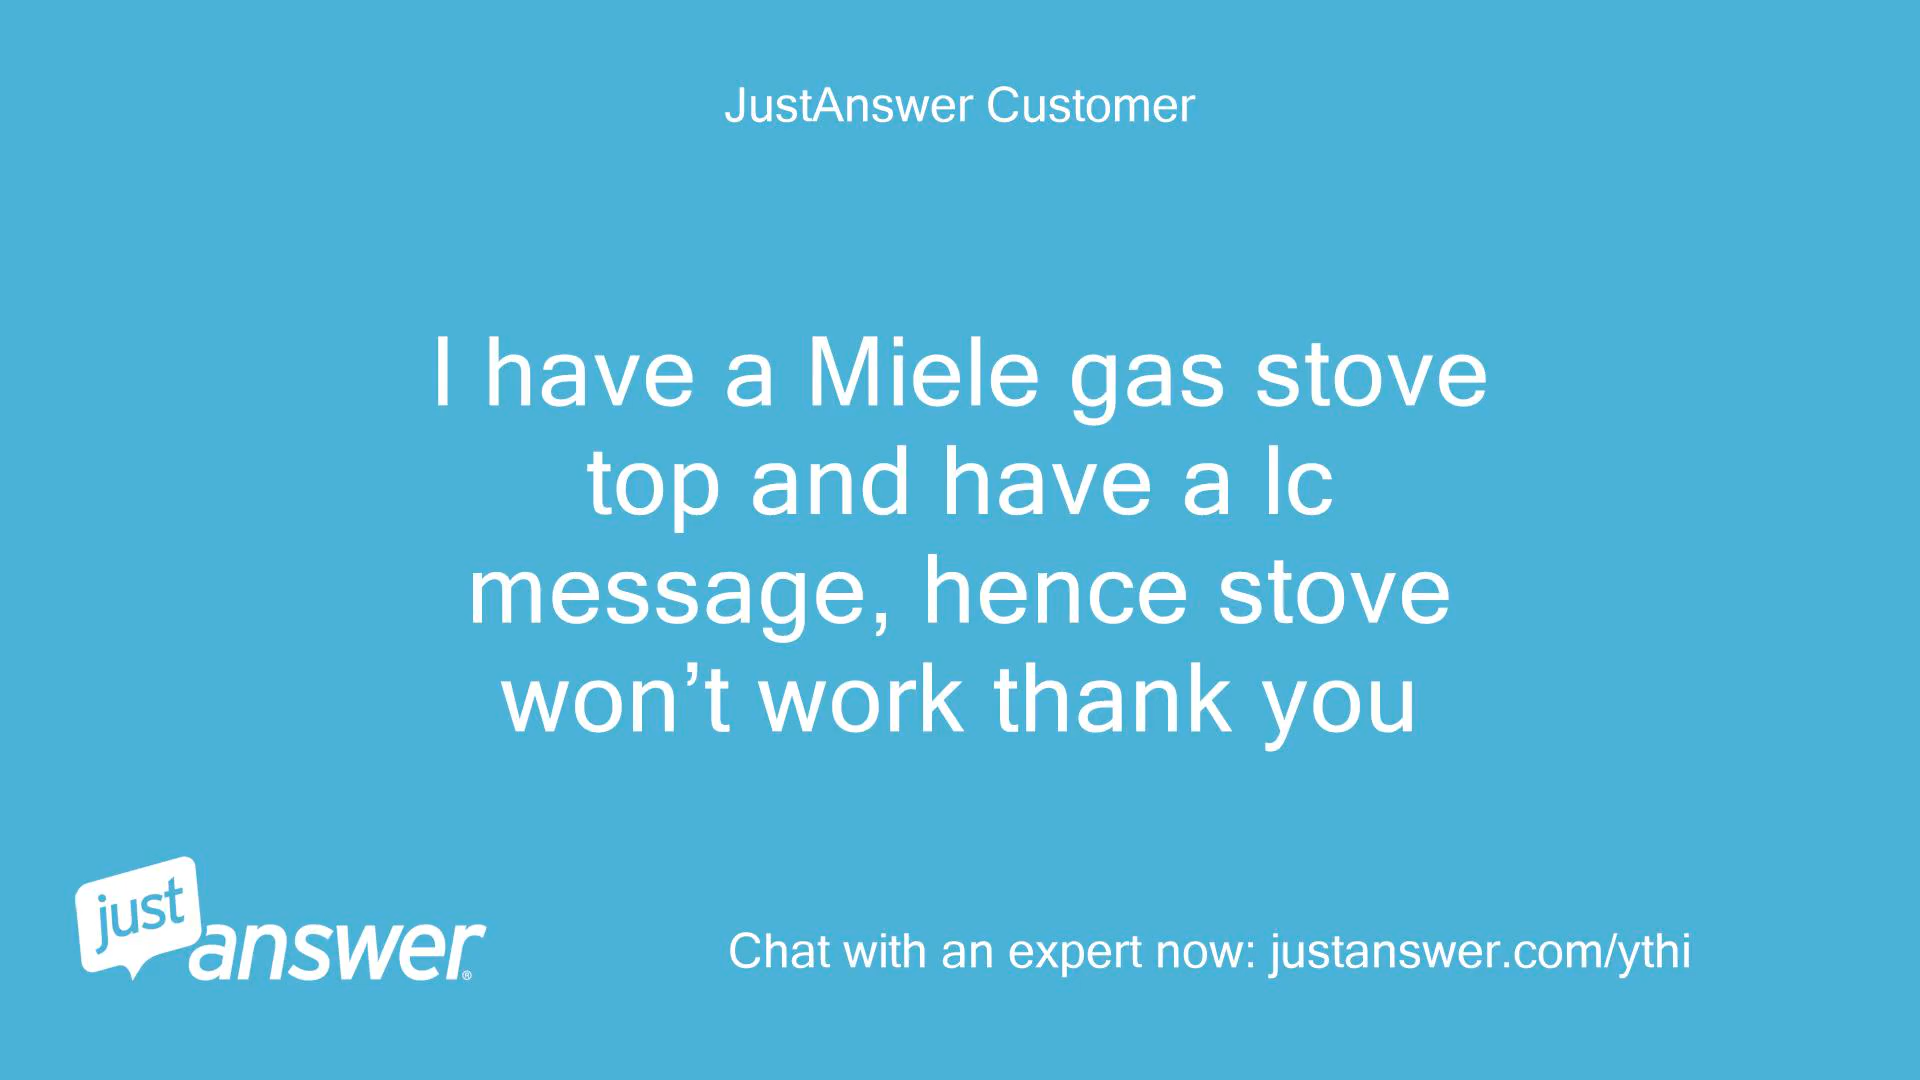 JustAnswer Customer
I have a Miele gas stove
top and have a lc
message, hence stove
won’t work thank you
just
answer®
Chat with an expert now: justanswer.com/ythi